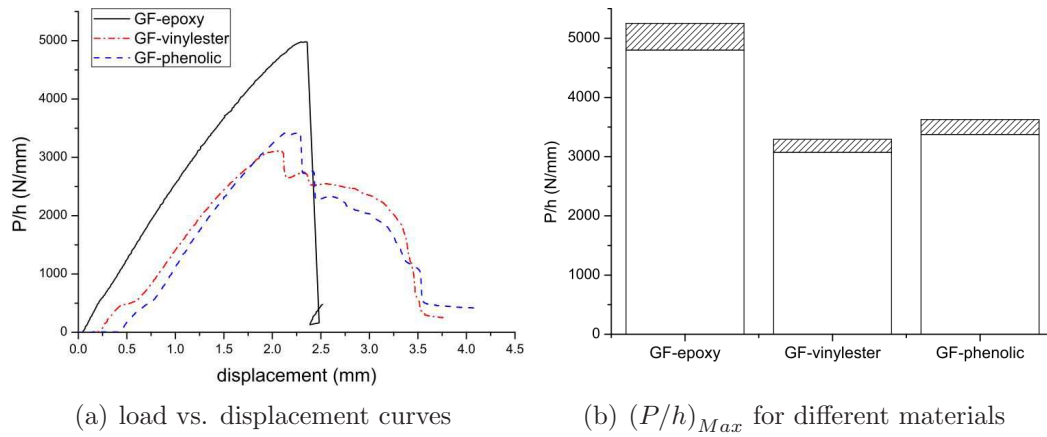 GF-epoxy
GF-vinylester
GF-phenolic
5000
4000
3000
2000
1000
0
P/h (N/mm)
0.0 0.5 1.0 1.5 2.0 2.5 3.0 3.5 4.0 4.5
displacement (mm)
(a) load vs. displacement curves
5000
4000
3000
2000
1000
0
P/h (N/mm)
GF-epoxy GF-vinylester GF-phenolic
(b) (P/h)Max for different materials